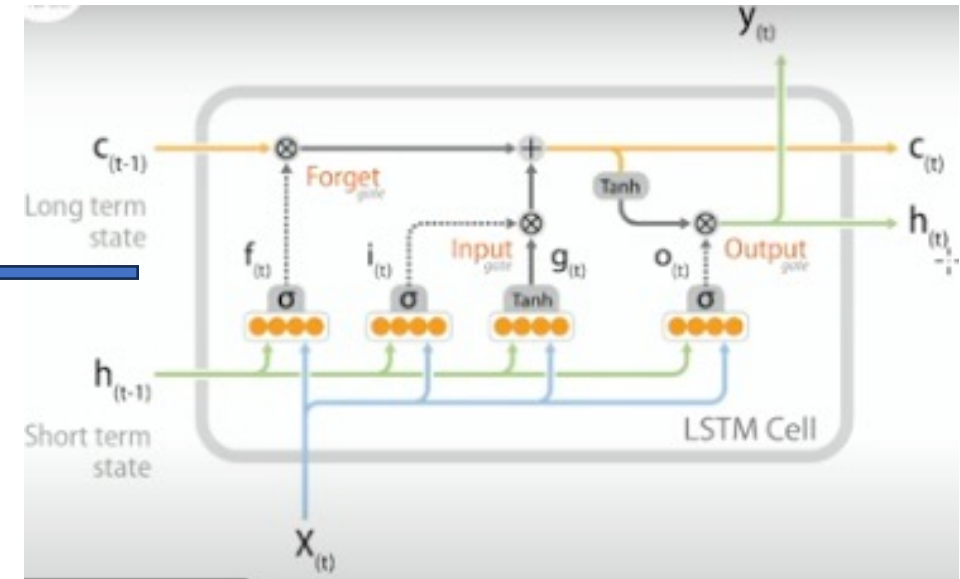 y(t)
c(t-1)
c(t)
Forget
gate
Tanh
Long term
state
h(t)
Input
gate
Output
gate
f(t)
i(t)
g(t)
o(t)
σ
σ
Tanh
σ
h(t-1)
LSTM Cell
Short term
state
X(t)